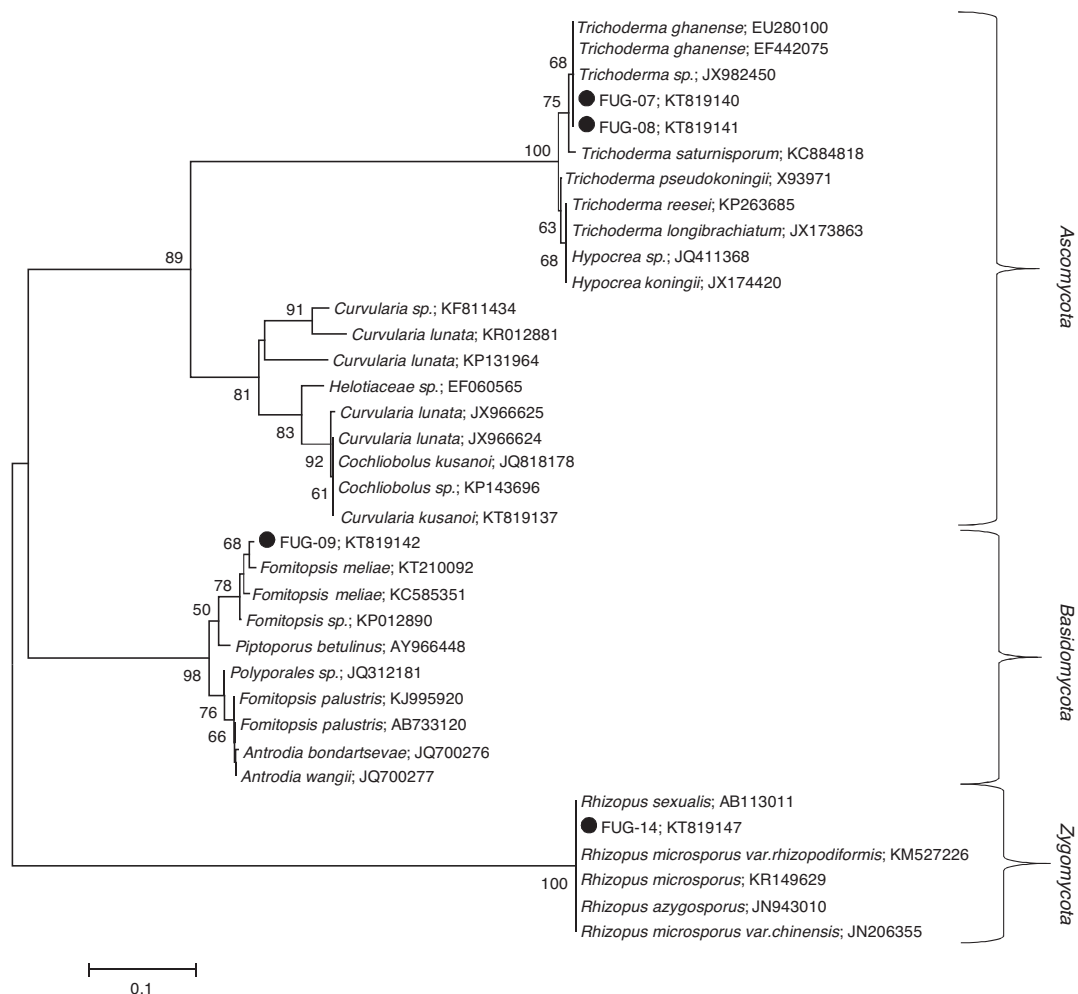 Trichoderma ghanense; EU280100
Trichoderma ghanense; EF442075
68
Trichoderma sp.; JX982450
75
FUG-07; KT819140
FUG-08; KT819141
100
Trichoderma saturnisporum; KC884818
Trichoderma pseudokoningii; X93971
Trichoderma reesei; KP263685
63
Trichoderma longibrachiatum; JX173863
68
Hypocrea sp.; JQ411368
Hypocrea koningii; JX174420
Ascomycota
89
91
Curvularia sp.; KF811434
Curvularia lunata; KR012881
Curvularia lunata; KP131964
81
Helotiaceae sp.; EF060565
Curvularia lunata; JX966625
83
Curvularia lunata; JX966624
92
Cochliobolus kusanoi; JQ818178
61
Cochliobolus sp.; KP143696
Curvularia kusanoi; KT819137
68
FUG-09; KT819142
Fomitopsis meliae; KT210092
78
Fomitopsis meliae; KC585351
50
Fomitopsis sp.; KP012890
Piptoporus betulinus; AY966448
98
Polyporales sp.; JQ312181
76
Fomitopsis palustris; KJ995920
66
Fomitopsis palustris; AB733120
Antrodia bondartsevae; JQ700276
Antrodia wangii; JQ700277
Basidomycota
Rhizopus sexualis; AB113011
FUG-14; KT819147
Rhizopus microsporus var.rhizopodiformis; KM527226
100
Rhizopus microsporus; KR149629
Rhizopus azygosporus; JN943010
Rhizopus microsporus var.chinensis; JN206355
Zygomycota
0.1